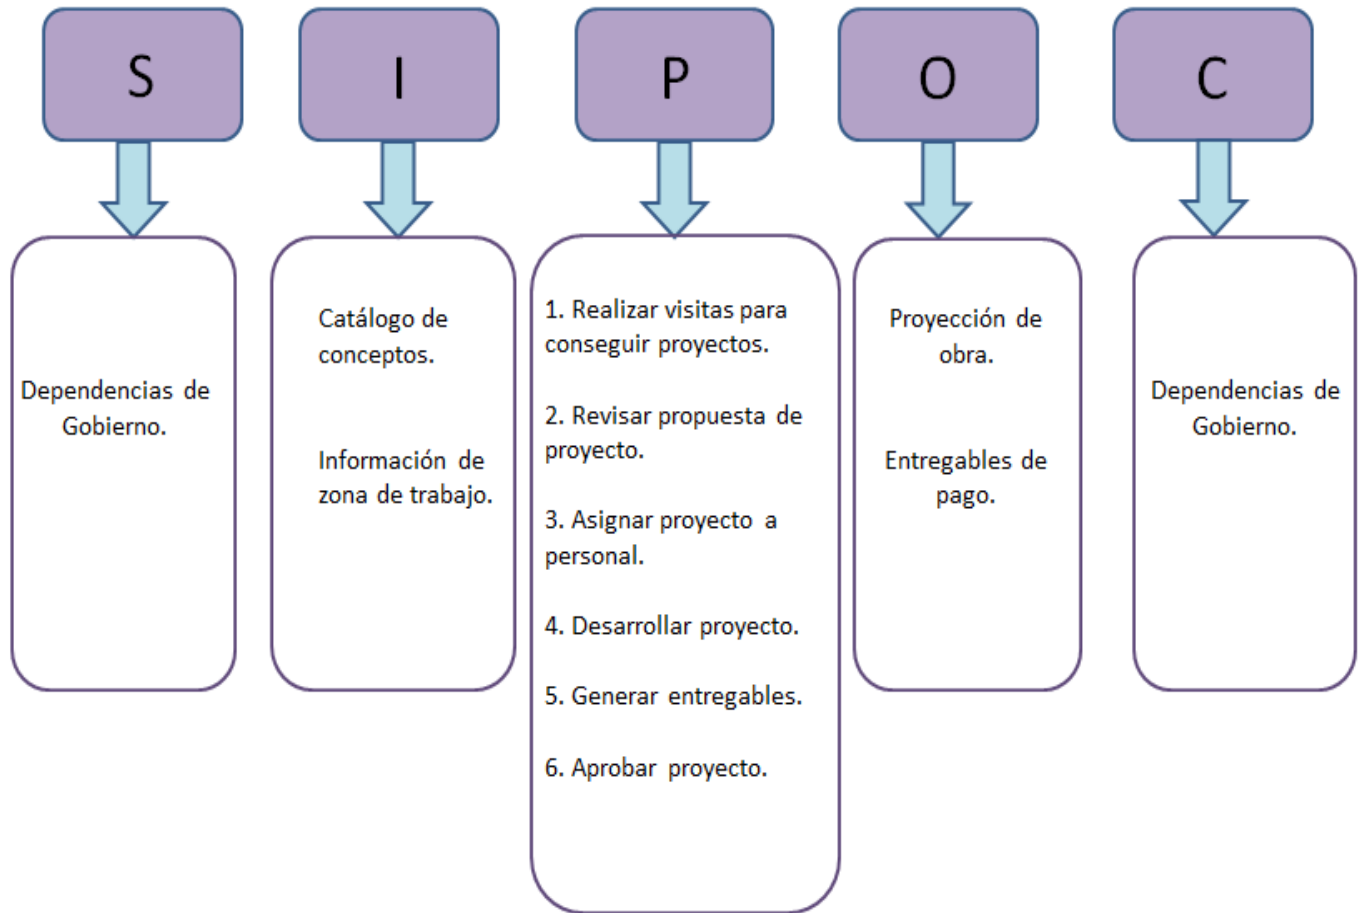 S
I
P
O
C
Dependencias de
Gobierno.
Catálogo de
conceptos.
Información de
zona de trabajo.
1. Realizar visitas para
conseguir proyectos.
2. Revisar propuesta de
proyecto.
3. Asignar proyecto a
personal.
4. Desarrollar proyecto.
5. Generar entregables.
6. Aprobar proyecto.
Proyección de
obra.
Entregables de
pago.
Dependencias de
Gobierno.